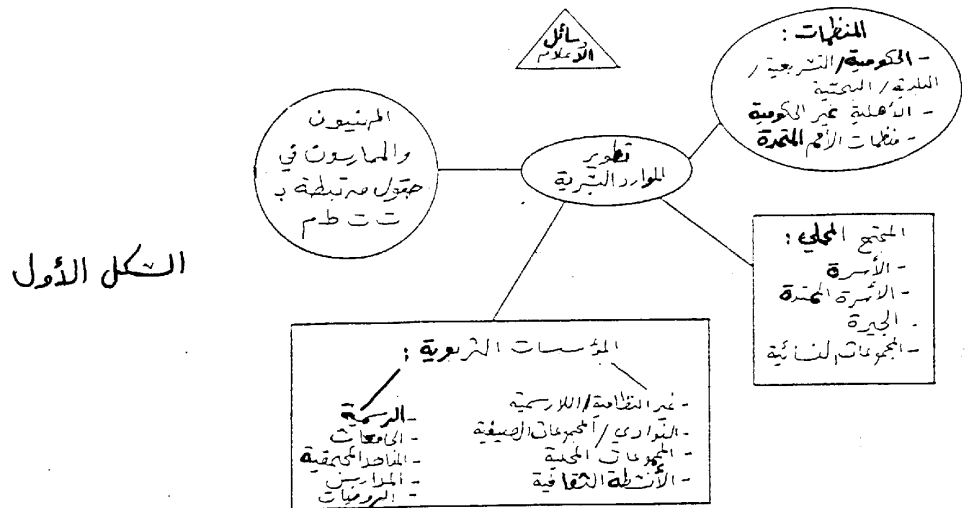 وسائل
الإعلام
المنظمات :
- الحكومية / التشريعية /
البلدية / البحثية
- الأهلية غير الحكومية
- منظمات الأمم المتحدة
المهنيون
والممارسون في
حقول مرتبطة بـ
ت ت ط م
تطوير
الموارد البشرية
الشكل الأول
المجتمع المحلي :
- الأسرة
- الأسرة الممتدة
- الجيرة
- المجموعات النسائية
المؤسسات التربوية :
- الرسمية
- الجامعات
- المعاهد
- المدارس
- الروضات
- غير النظامية / اللارسمية
- النوادي / المجموعات الصيفية
- المجموعات المحلية
- الأنشطة الثقافية